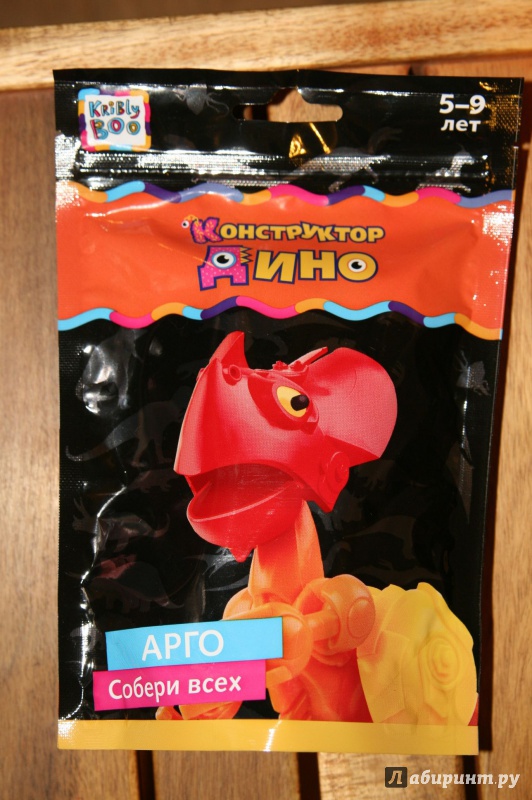 KRiBLY
BOO
5–9
лет
КОНСТРУКТОР
ДИНО
АРГО
Собери всех
Лабиринт.ру